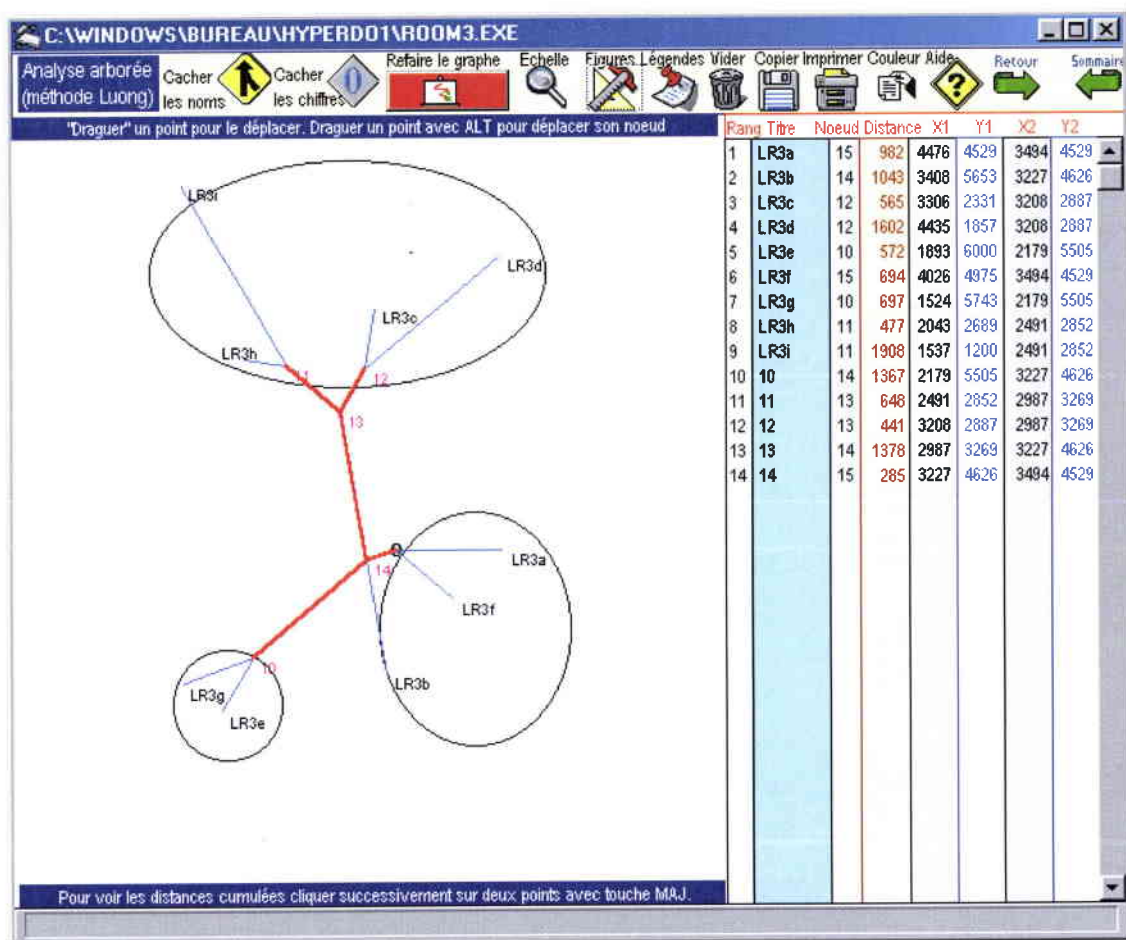 C:\WINDOWS\BUREAU\HYPERDO1\ROOM3.EXE
Analyse arborée
(méthode Luong)
Cacher
les noms
Cacher
les chiffres
0
Refaire le graphe
Echelle
Figures
Légendes
Vider
Copier
Imprimer
Couleur
Aide
?
Retour
Sommaire
"Draguer" un point pour le déplacer. Draguer un point avec ALT pour déplacer son noeud
Rang Titre Noeud Distance X1 Y1 X2 Y2
1 LR3a 15 982 4476 4529 3494 4529
2 LR3b 14 1043 3408 5653 3227 4626
3 LR3c 12 565 3306 2331 3208 2887
4 LR3d 12 1602 4435 1857 3208 2887
5 LR3e 10 572 1893 6000 2179 5505
6 LR3f 15 694 4026 4975 3494 4529
7 LR3g 10 697 1524 5743 2179 5505
8 LR3h 11 477 2043 2689 2491 2852
9 LR3i 11 1908 1537 1200 2491 2852
10 10 14 1367 2179 5505 3227 4626
11 11 13 648 2491 2852 2987 3269
12 12 13 441 3208 2887 2987 3269
13 13 14 1378 2987 3269 3227 4626
14 14 15 285 3227 4626 3494 4529
LR3i
LR3d
LR3c
LR3h
11
12
13
LR3a
14
LR3f
10
LR3b
LR3g
LR3e
Pour voir les distances cumulées cliquer successivement sur deux points avec touche MAJ.